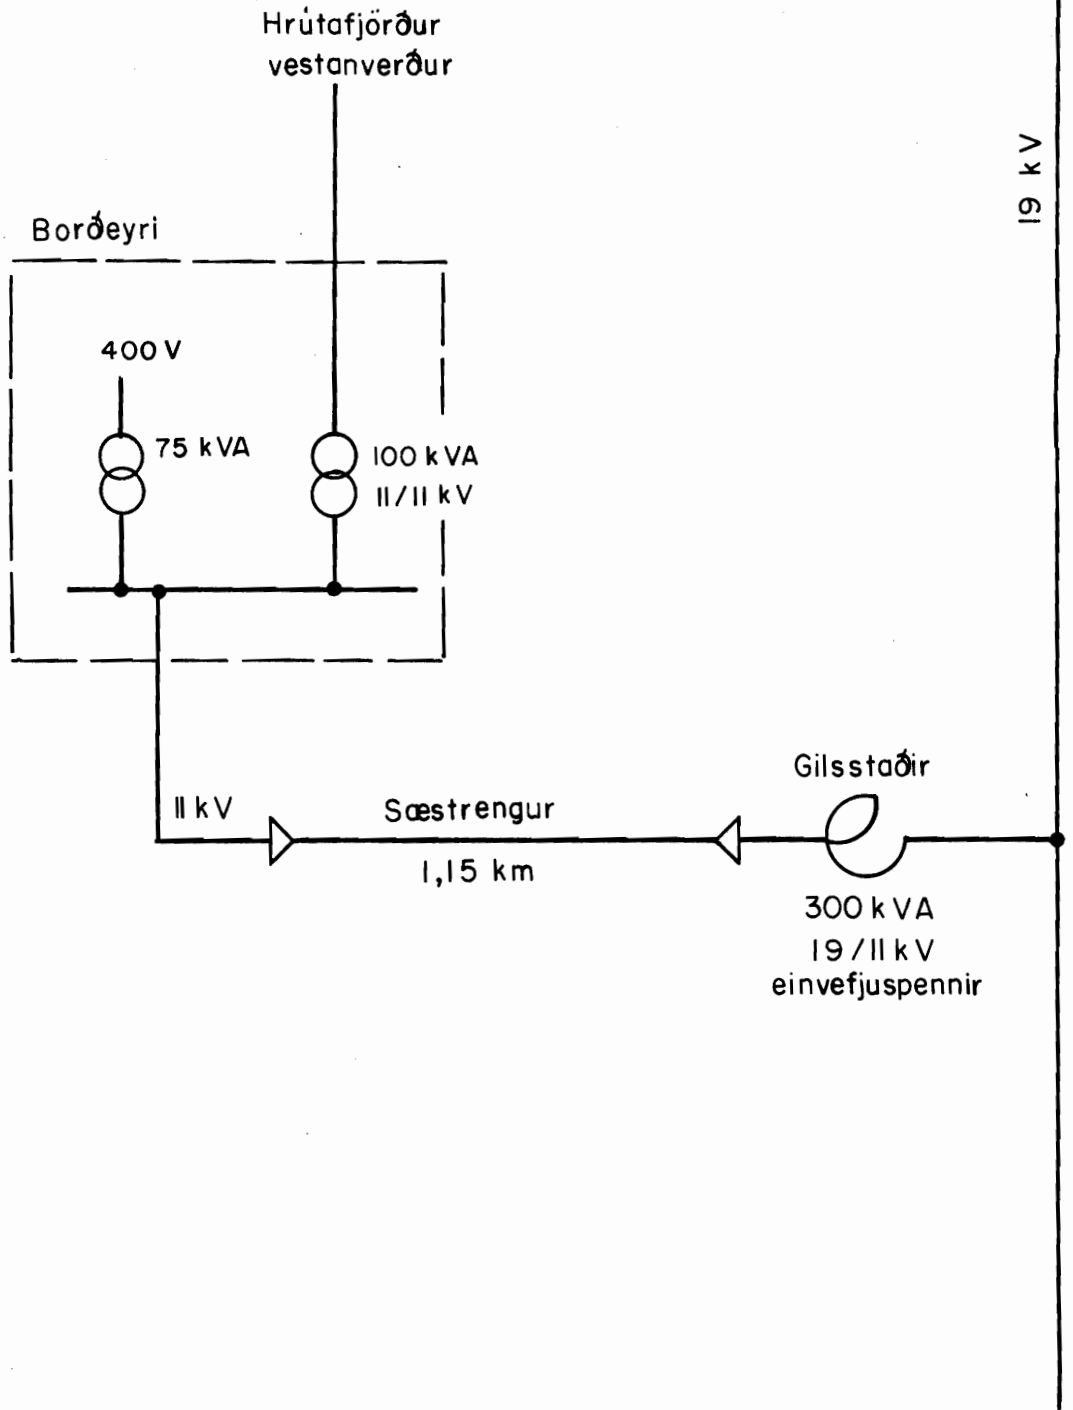 Hrútafjörður
vestanverður
19 kV
Borðeyri
400 V
75 kVA
100 kVA
11/11 kV
Gilsstaðir
11 kV
Sæstrengur
1,15 km
300 kVA
19/11 kV
einvefjuspennir